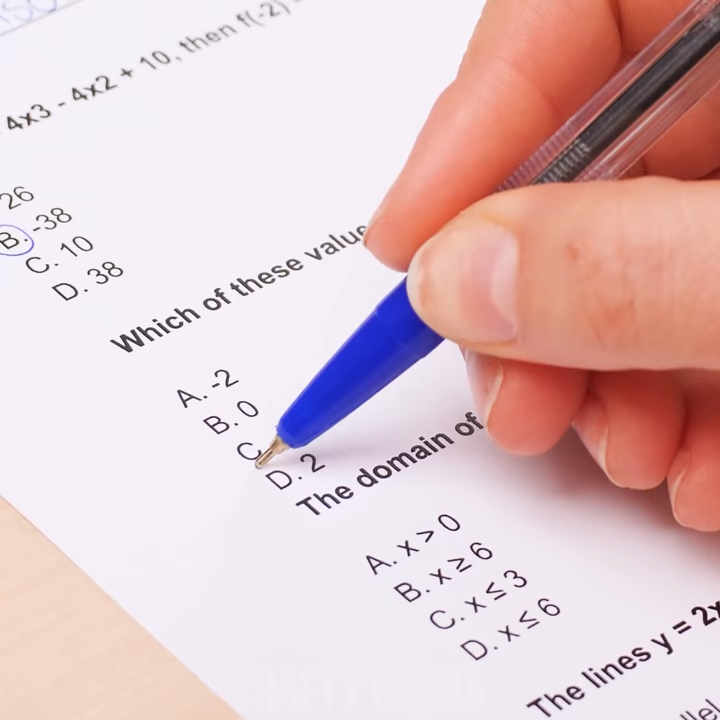 4x3 - 4x2 + 10, then f(-2)
26
B. -38
C. 10
D. 38
Which of these
A. -2
B. 0
C
D. 2
The domain of
A. x > 0
B. x ≥ 6
C. x ≤ 3
D. x ≤ 6
The lines y = 2x